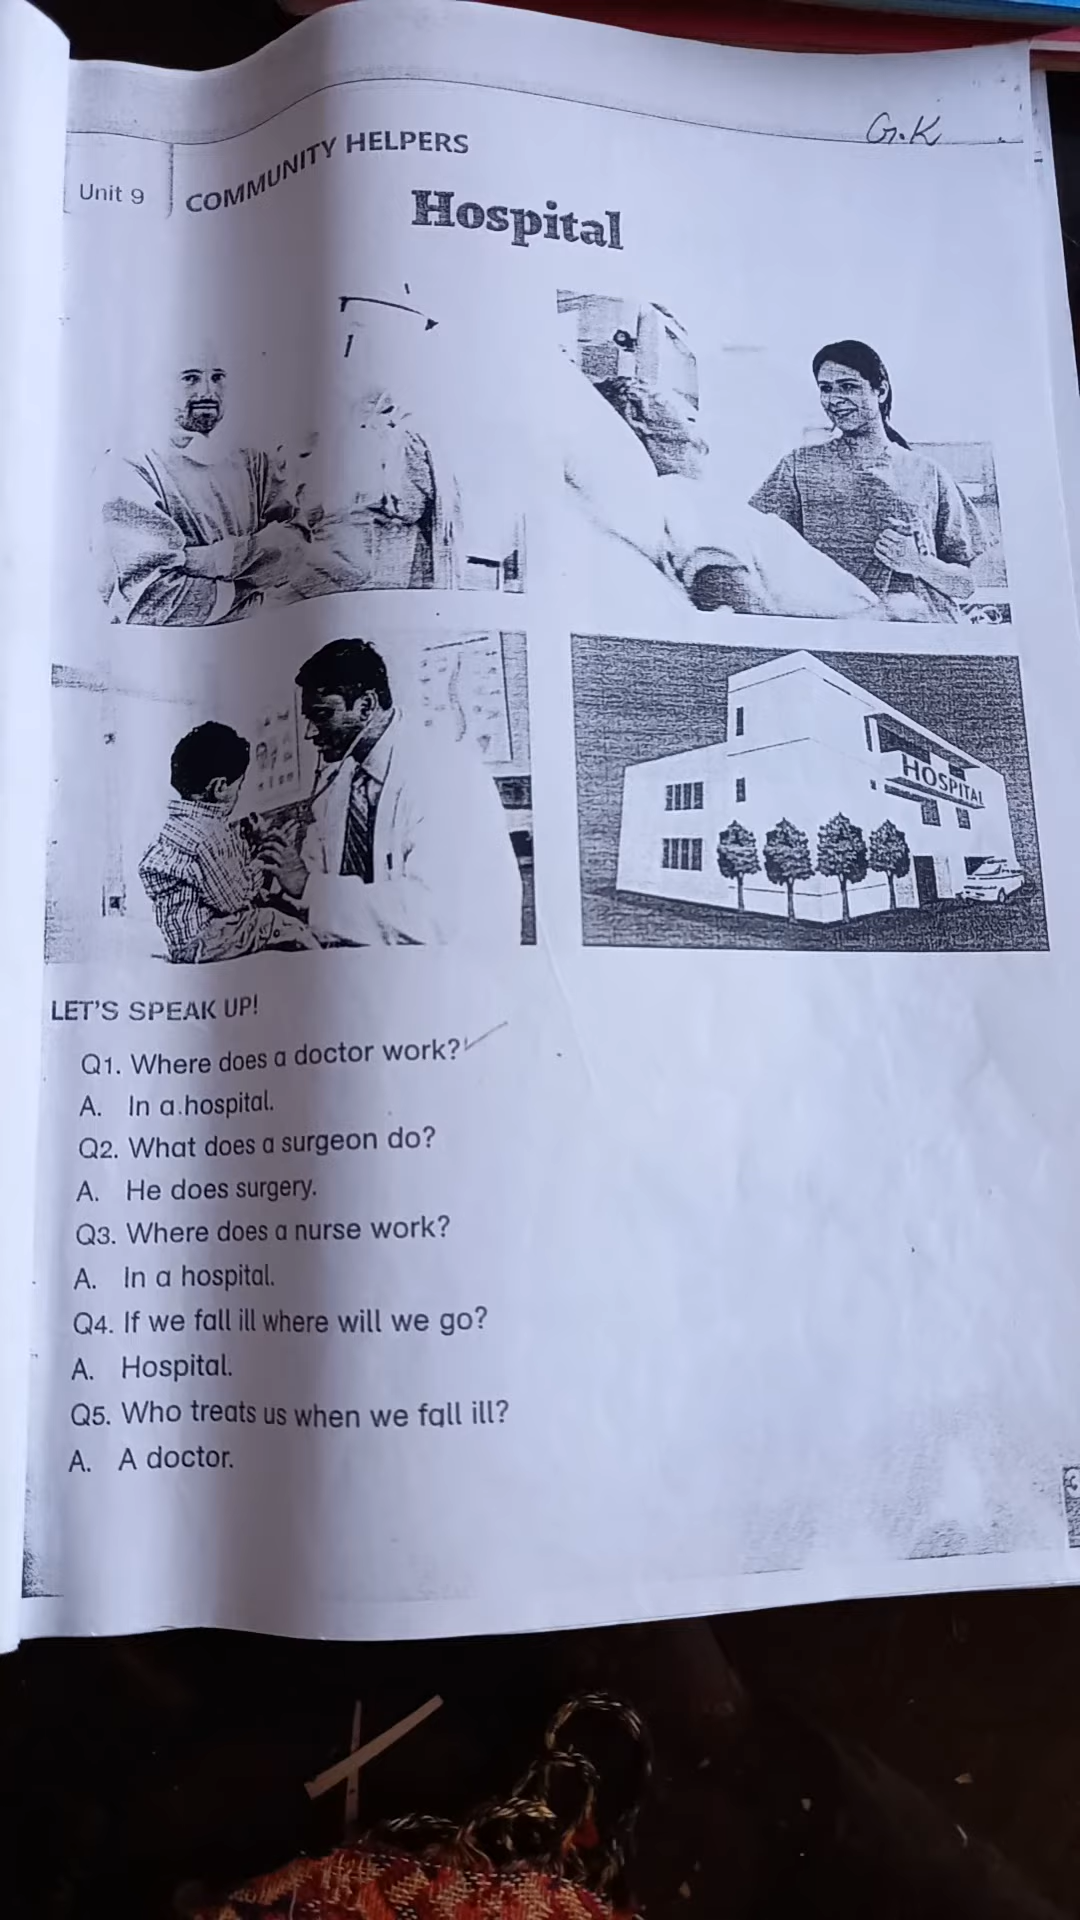 G.K
Unit 9
COMMUNITY HELPERS
Hospital
HOSPITAL
LET'S SPEAK UP!
Q1. Where does a doctor work?
A. In a hospital.
Q2. What does a surgeon do?
A. He does surgery.
Q3. Where does a nurse work?
A. In a hospital.
Q4. If we fall ill where will we go?
A. Hospital.
Q5. Who treats us when we fall ill?
A. A doctor.